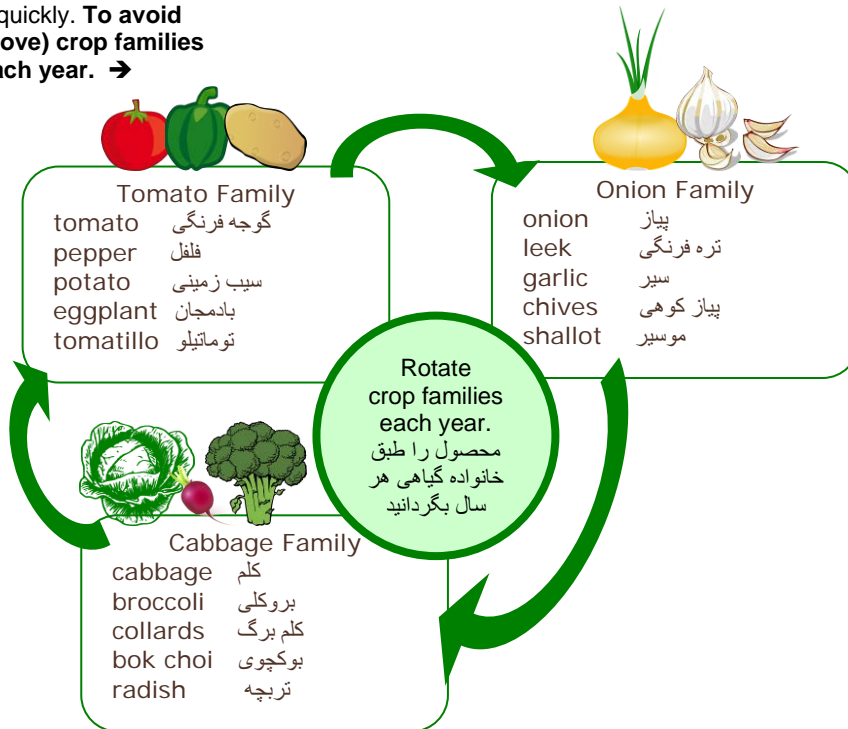 quickly. To avoid
ove) crop families
ach year. ➔
Tomato Family
tomato گوجه فرنگی
pepper فلفل
potato سیب زمینی
eggplant بادمجان
tomatillo توماتیلو
Onion Family
onion پیاز
leek تره فرنگی
garlic سیر
chives پیاز کوهی
shallot موسیر
Rotate
crop families
each year.
محصول را طبق
خانواده گیاهی هر
سال بگردانید
Cabbage Family
cabbage کلم
broccoli بروکلی
collards کلم برگ
bok choi بوکچوی
radish تربچه